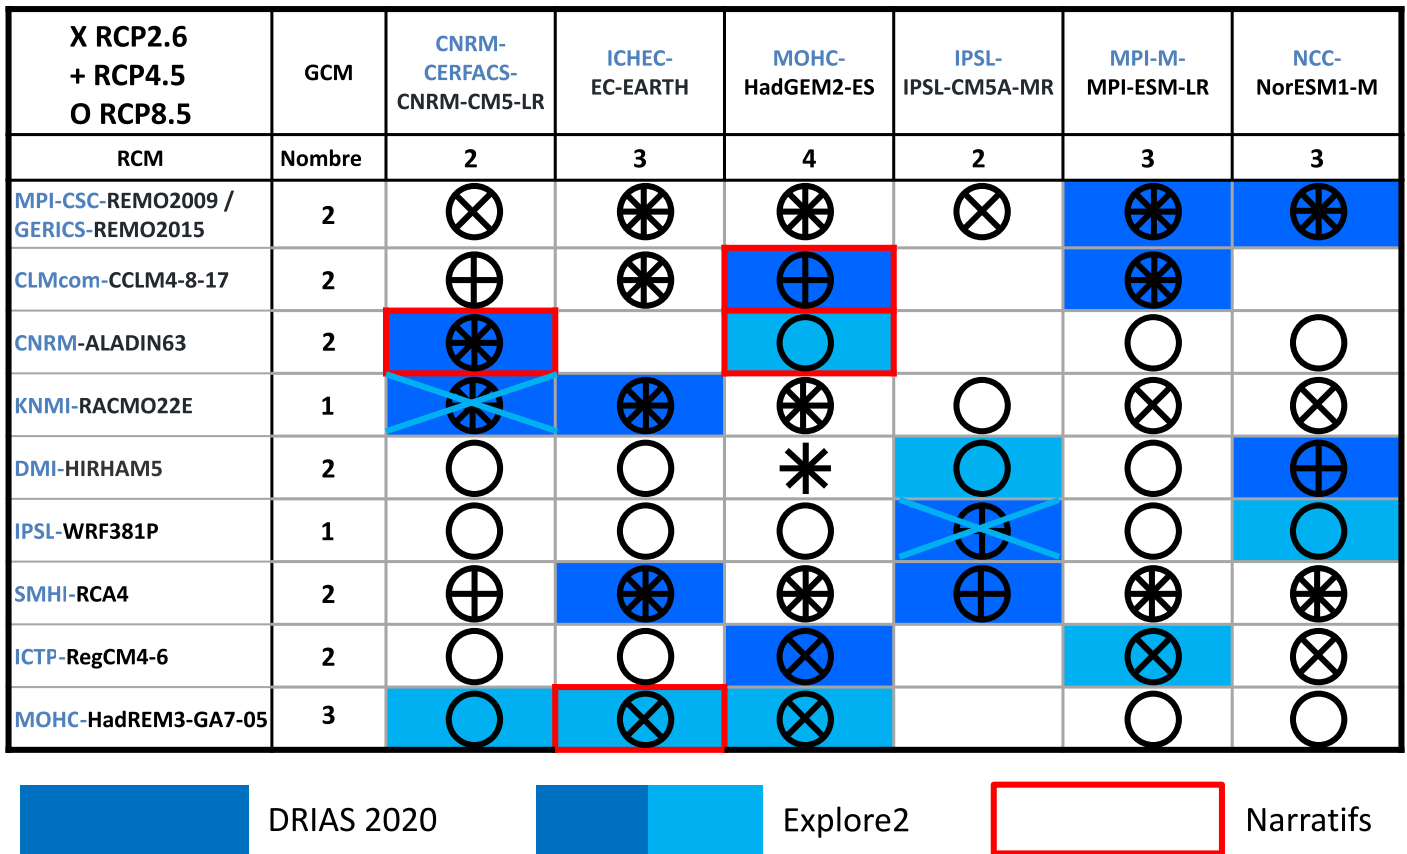 X RCP2.6
+ RCP4.5
O RCP8.5
GCM
CNRM-
CERFACS-
CNRM-CM5-LR
ICHEC-
EC-EARTH
MOHC-
HadGEM2-ES
IPSL-
IPSL-CM5A-MR
MPI-M-
MPI-ESM-LR
NCC-
NorESM1-M
RCM
Nombre
2
3
4
2
3
3
MPI-CSC-REMO2009 /
GERICS-REMO2015
2
CLMcom-CCLM4-8-17
2
CNRM-ALADIN63
2
KNMI-RACMO22E
1
DMI-HIRHAM5
2
IPSL-WRF381P
1
SMHI-RCA4
2
ICTP-RegCM4-6
2
MOHC-HadREM3-GA7-05
3
DRIAS 2020
Explore2
Narratifs